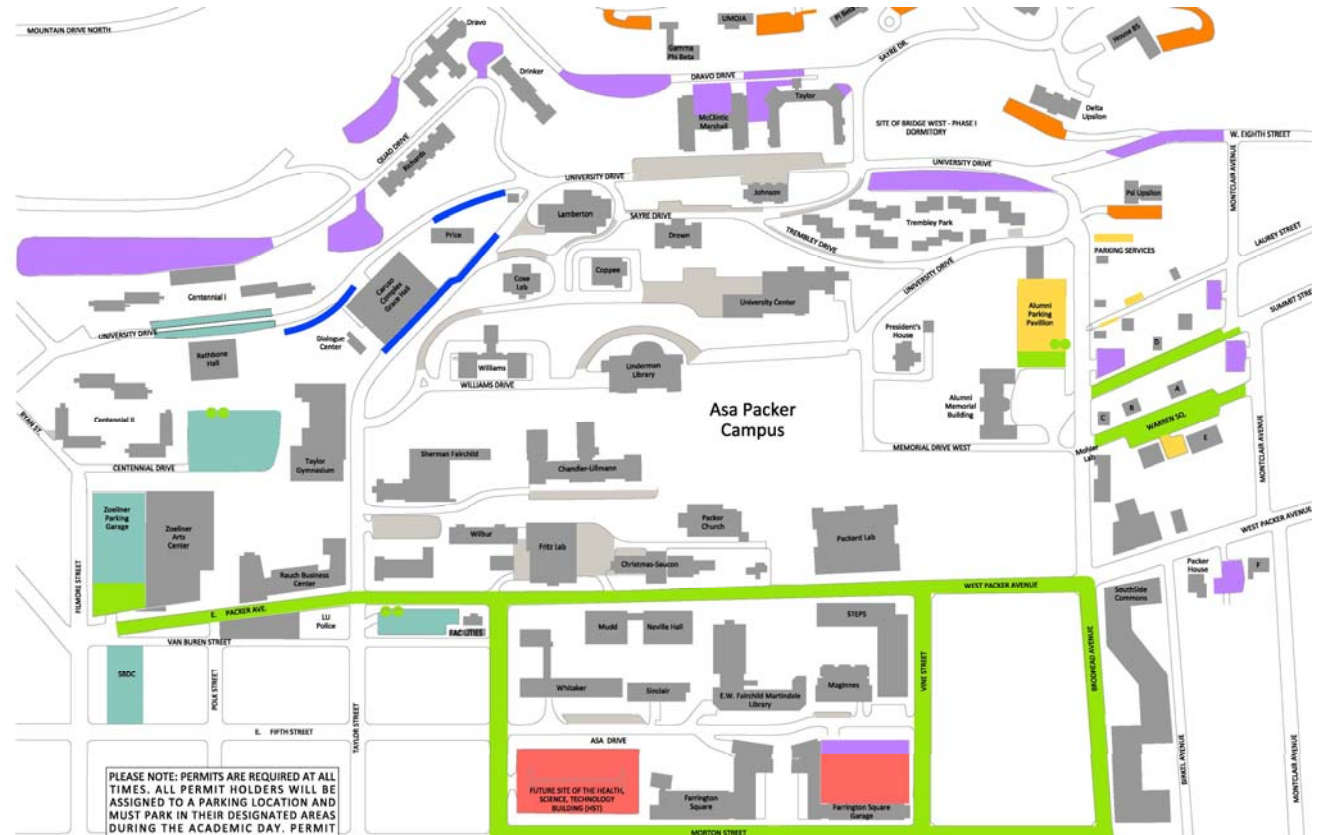 MOUNTAIN DRIVE NORTH
Dravo
UMOJA
Pi Beta
House 85
Gamma
Phi Beta
SAYRE DR.
Drinker
DRAVO DRIVE
Taylor
McClintic
Marshall
Delta
Upsilon
SITE OF BRIDGE WEST - PHASE I
DORMITORY
W. EIGHTH STREET
QUAD DRIVE
Richards
UNIVERSITY DRIVE
UNIVERSITY DRIVE
MONTCLAIR AVENUE
Johnson
Psi Upsilon
Lamberton
SAYRE DRIVE
Trembley Park
Price
Drown
TREMBLEY DRIVE
LAUREY STREET
PARKING SERVICES
Centennial I
Caruso
Complex
Grace Hall
Coxe
Lab
Coppee
University Center
UNIVERSITY DRIVE
Alumni
Parking
Pavillion
SUMMIT STRE
UNIVERSITY DRIVE
Dialogue
Center
President's
House
Rathbone
Hall
D
Williams
Linderman
Library
WILLIAMS DRIVE
A
B
C
Alumni
Memorial
Building
Asa Packer
Campus
RYAN ST.
Centennial II
WARREN SQ.
E
MEMORIAL DRIVE WEST
Mohler
Lab
MONTCLAIR AVENUE
Taylor
Gymnasium
Sherman Fairchild
Chandler-Ullmann
CENTENNIAL DRIVE
Zoellner
Parking
Garage
Zoellner
Arts
Center
Packer
Church
WEST PACKER AVENUE
Wilbur
Fritz Lab
Packard Lab
Christmas-Saucon
Rauch Business
Center
Packer
House
F
FILMORE STREET
WEST PACKER AVENUE
SouthSide
Commons
E. PACKER AVE.
LU
Police
FACILITIES
Mudd
Neville Hall
STEPS
VAN BUREN STREET
SBDC
POLK STREET
Whitaker
Sinclair
E.W. Fairchild Martindale
Library
Maginnes
VINE STREET
BRODHEAD AVENUE
TAYLOR STREET
E. FIFTH STREET
ASA DRIVE
BIRKEL AVENUE
MONTCLAIR AVENUE
PLEASE NOTE: PERMITS ARE REQUIRED AT ALL
TIMES. ALL PERMIT HOLDERS WILL BE
ASSIGNED TO A PARKING LOCATION AND
MUST PARK IN THEIR DESIGNATED AREAS
DURING THE ACADEMIC DAY. PERMIT
FUTURE SITE OF THE HEALTH,
SCIENCE, TECHNOLOGY
BUILDING (HST)
Farrington
Square
Farrington Square
Garage
MORTON STREET